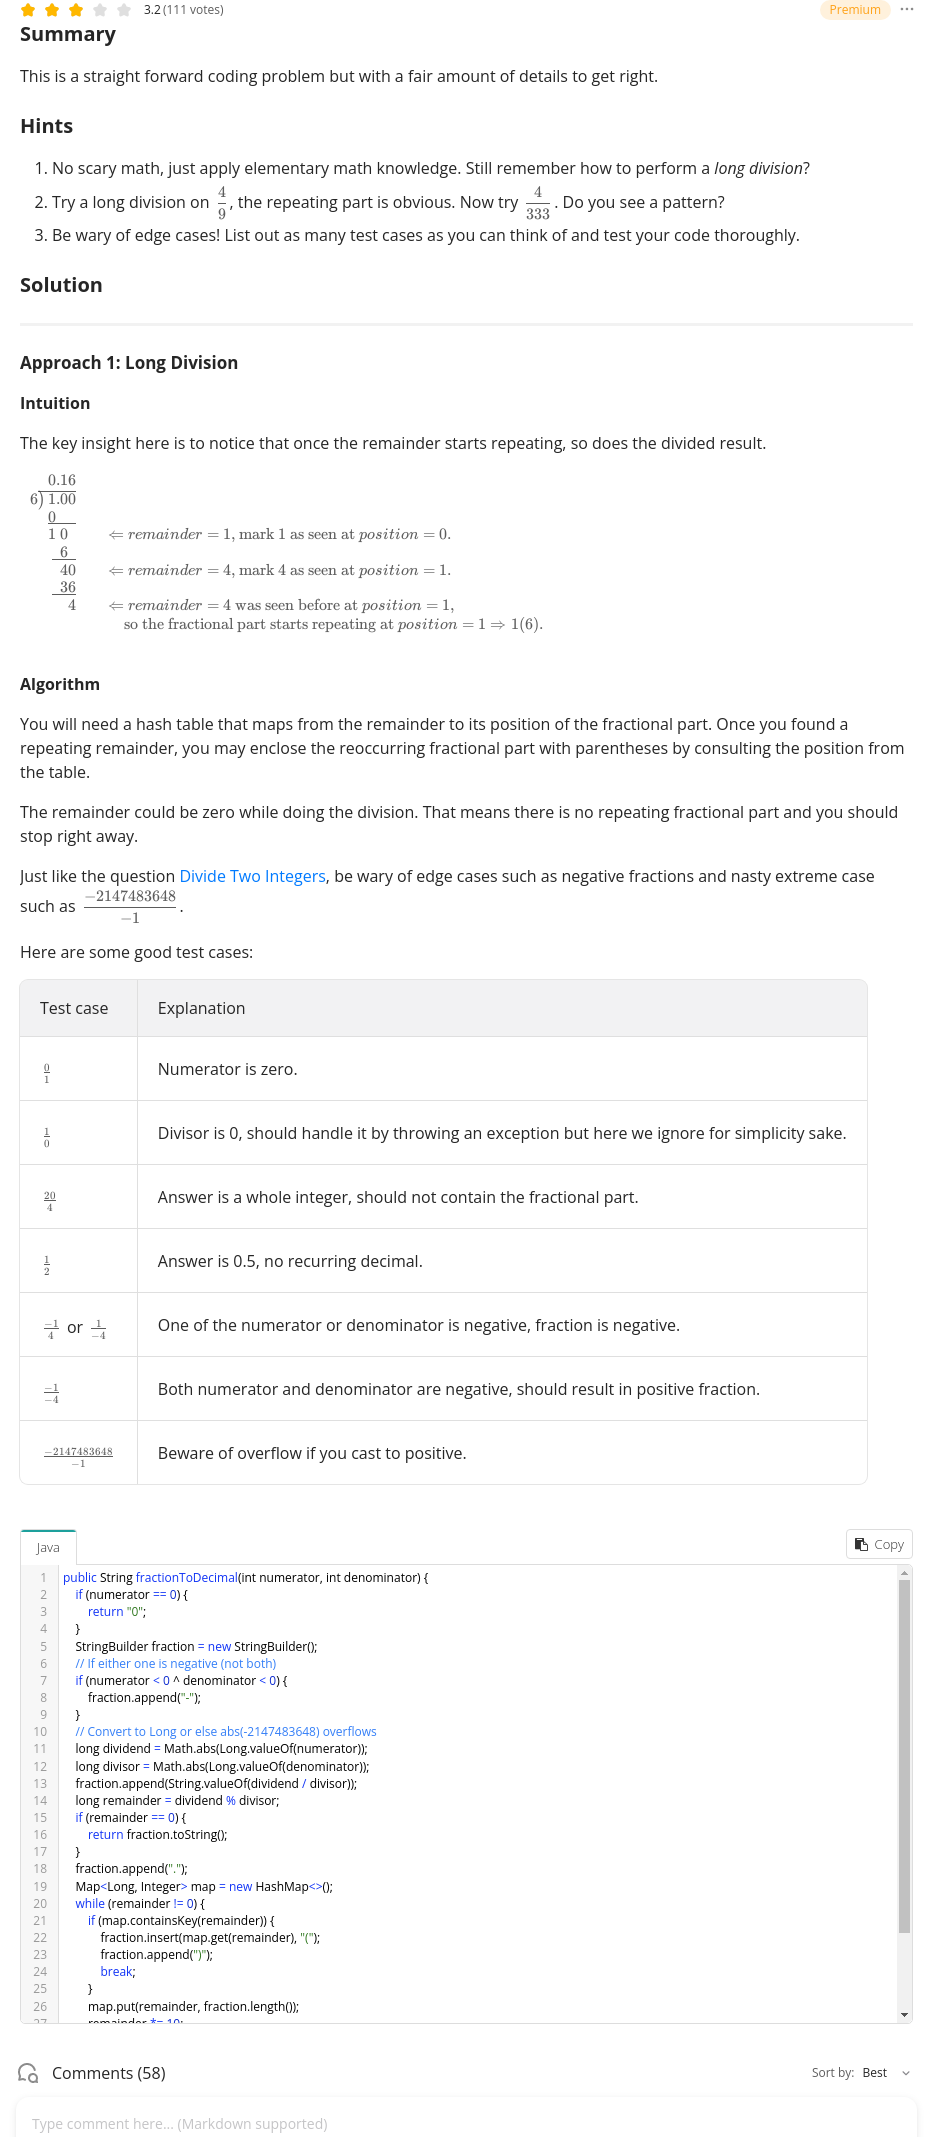 3.2 (111 votes)
Premium
Summary
This is a straight forward coding problem but with a fair amount of details to get right.
Hints
1. No scary math, just apply elementary math knowledge. Still remember how to perform a long division?
2. Try a long division on 4/9, the repeating part is obvious. Now try 4/333. Do you see a pattern?
3. Be wary of edge cases! List out as many test cases as you can think of and test your code thoroughly.
Solution
Approach 1: Long Division
Intuition
The key insight here is to notice that once the remainder starts repeating, so does the divided result.
0.16
6)1.00
0
1 0 ⇐ remainder = 1, mark 1 as seen at position = 0.
6
40 ⇐ remainder = 4, mark 4 as seen at position = 1.
36
4 ⇐ remainder = 4 was seen before at position = 1,
so the fractional part starts repeating at position = 1 ⇒ 1(6).
Algorithm
You will need a hash table that maps from the remainder to its position of the fractional part. Once you found a
repeating remainder, you may enclose the reoccurring fractional part with parentheses by consulting the position from
the table.
The remainder could be zero while doing the division. That means there is no repeating fractional part and you should
stop right away.
Just like the question Divide Two Integers, be wary of edge cases such as negative fractions and nasty extreme case
such as −2147483648/−1.
Here are some good test cases:
Test case Explanation
0/1 Numerator is zero.
1/0 Divisor is 0, should handle it by throwing an exception but here we ignore for simplicity sake.
20/4 Answer is a whole integer, should not contain the fractional part.
1/2 Answer is 0.5, no recurring decimal.
−1/4 or 1/−4 One of the numerator or denominator is negative, fraction is negative.
−1/−4 Both numerator and denominator are negative, should result in positive fraction.
−2147483648/−1 Beware of overflow if you cast to positive.
Java
Copy
1 public String fractionToDecimal(int numerator, int denominator) {
2 if (numerator == 0) {
3 return "0";
4 }
5 StringBuilder fraction = new StringBuilder();
6 // If either one is negative (not both)
7 if (numerator < 0 ^ denominator < 0) {
8 fraction.append("-");
9 }
10 // Convert to Long or else abs(-2147483648) overflows
11 long dividend = Math.abs(Long.valueOf(numerator));
12 long divisor = Math.abs(Long.valueOf(denominator));
13 fraction.append(String.valueOf(dividend / divisor));
14 long remainder = dividend % divisor;
15 if (remainder == 0) {
16 return fraction.toString();
17 }
18 fraction.append(".");
19 Map<Long, Integer> map = new HashMap<>();
20 while (remainder != 0) {
21 if (map.containsKey(remainder)) {
22 fraction.insert(map.get(remainder), "(");
23 fraction.append(")");
24 break;
25 }
26 map.put(remainder, fraction.length());
27 remainder *= 10;
Comments (58)
Sort by: Best
Type comment here... (Markdown supported)